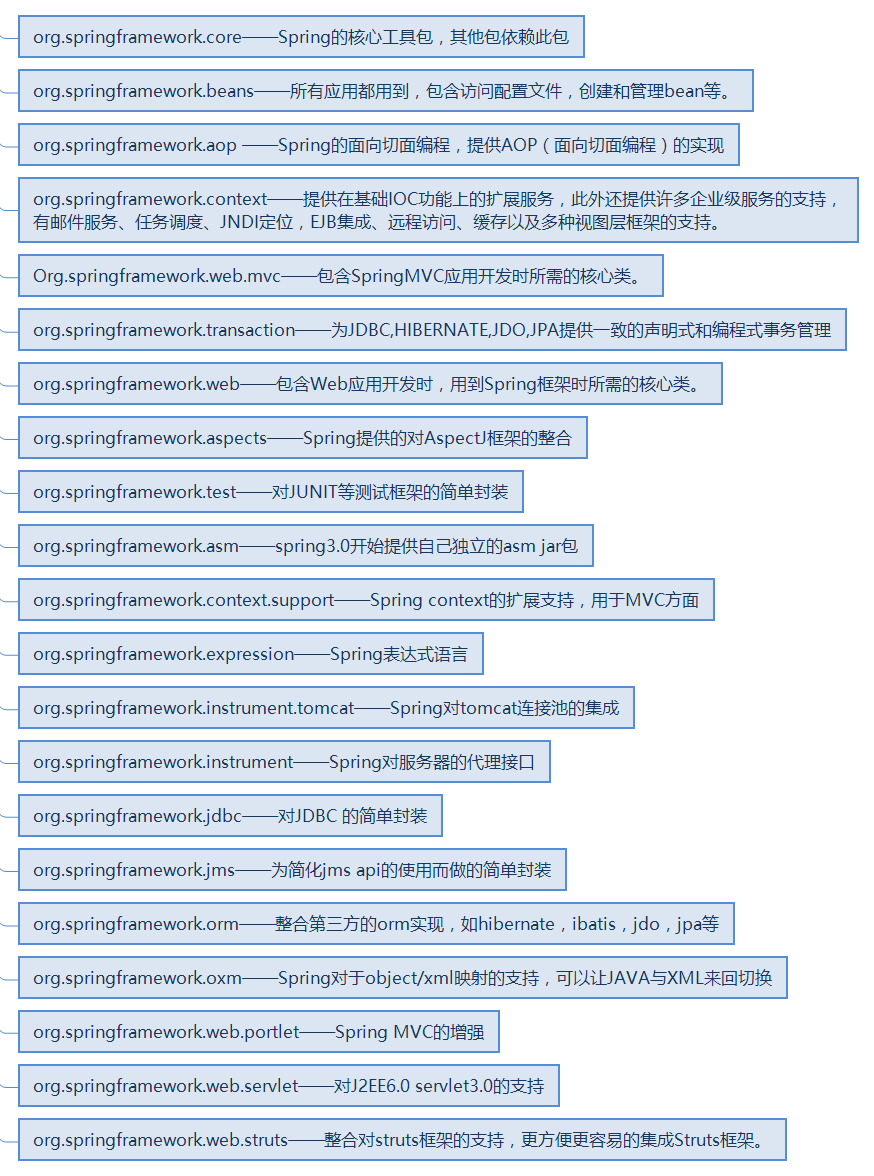 org.springframework.core——Spring的核心工具包，其他包依赖此包
org.springframework.beans——所有应用都用到，包含访问配置文件，创建和管理bean等。
org.springframework.aop ——Spring的面向切面编程，提供AOP（面向切面编程）的实现
org.springframework.context——提供在基础IOC功能上的扩展服务，此外还提供许多企业级服务的支持，
有邮件服务、任务调度、JNDI定位，EJB集成、远程访问、缓存以及多种视图层框架的支持。
Org.springframework.web.mvc——包含SpringMVC应用开发时所需的核心类。
org.springframework.transaction——为JDBC,HIBERNATE,JDO,JPA提供一致的声明式和编程式事务管理
org.springframework.web——包含Web应用开发时，用到Spring框架时所需的核心类。
org.springframework.aspects——Spring提供的对AspectJ框架的整合
org.springframework.test——对JUNIT等测试框架的简单封装
org.springframework.asm——spring3.0开始提供自己独立的asm jar包
org.springframework.context.support——Spring context的扩展支持，用于MVC方面
org.springframework.expression——Spring表达式语言
org.springframework.instrument.tomcat——Spring对tomcat连接池的集成
org.springframework.instrument——Spring对服务器的代理接口
org.springframework.jdbc——对JDBC 的简单封装
org.springframework.jms——为简化jms api的使用而做的简单封装
org.springframework.orm——整合第三方的orm实现，如hibernate，ibatis，jdo，jpa等
org.springframework.oxm——Spring对于object/xml映射的支持，可以让JAVA与XML来回切换
org.springframework.web.portlet——Spring MVC的增强
org.springframework.web.servlet——对J2EE6.0 servlet3.0的支持
org.springframework.web.struts——整合对struts框架的支持，更方便更容易的集成Struts框架。